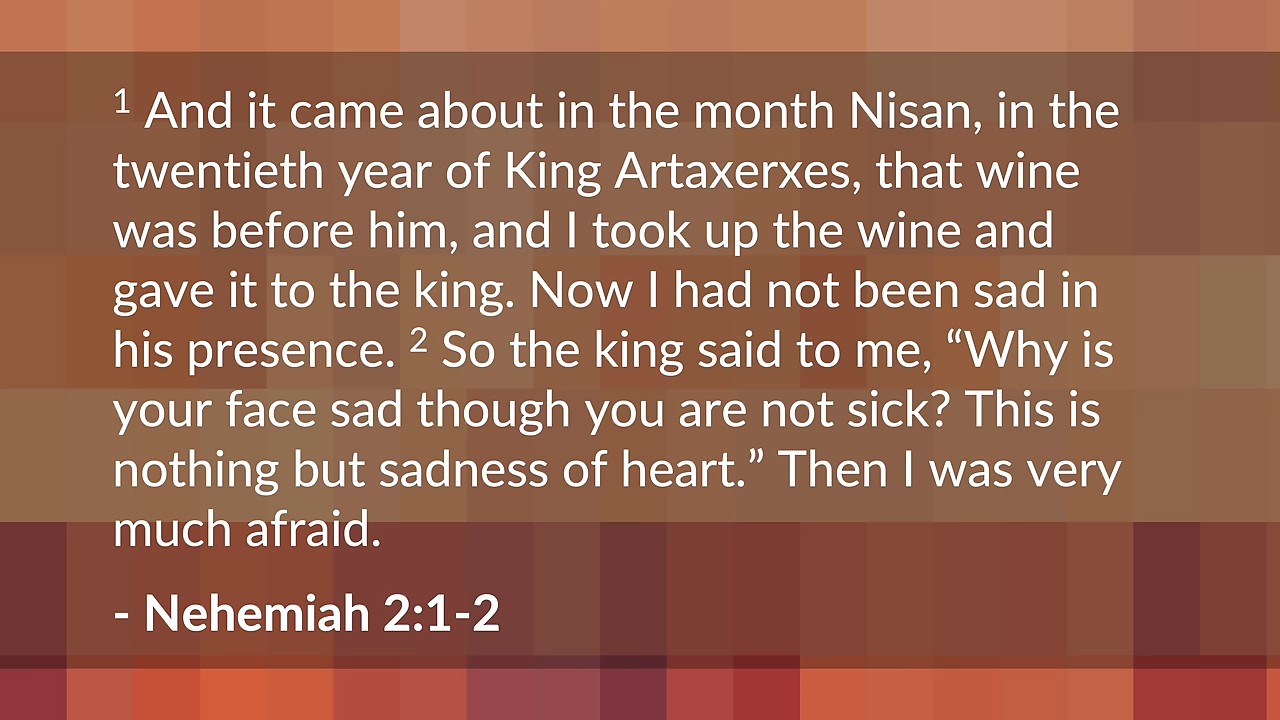 ¹ And it came about in the month Nisan, in the
twentieth year of King Artaxerxes, that wine
was before him, and I took up the wine and
gave it to the king. Now I had not been sad in
his presence. ² So the king said to me, “Why is
your face sad though you are not sick? This is
nothing but sadness of heart.” Then I was very
much afraid.
- Nehemiah 2:1-2